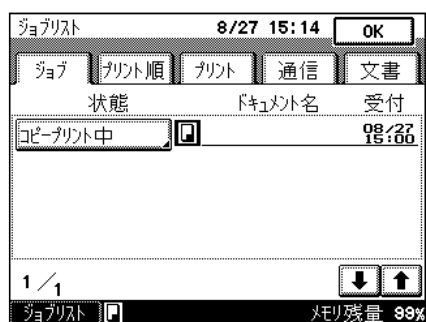 ジョブリスト 8/27 15:14 OK
ジョブ プリント順 プリント 通信 文書
状態 ドキュメント名 受付
コピープリント中 08/27
15:00
1/1
ジョブリスト メモリ残量 99%